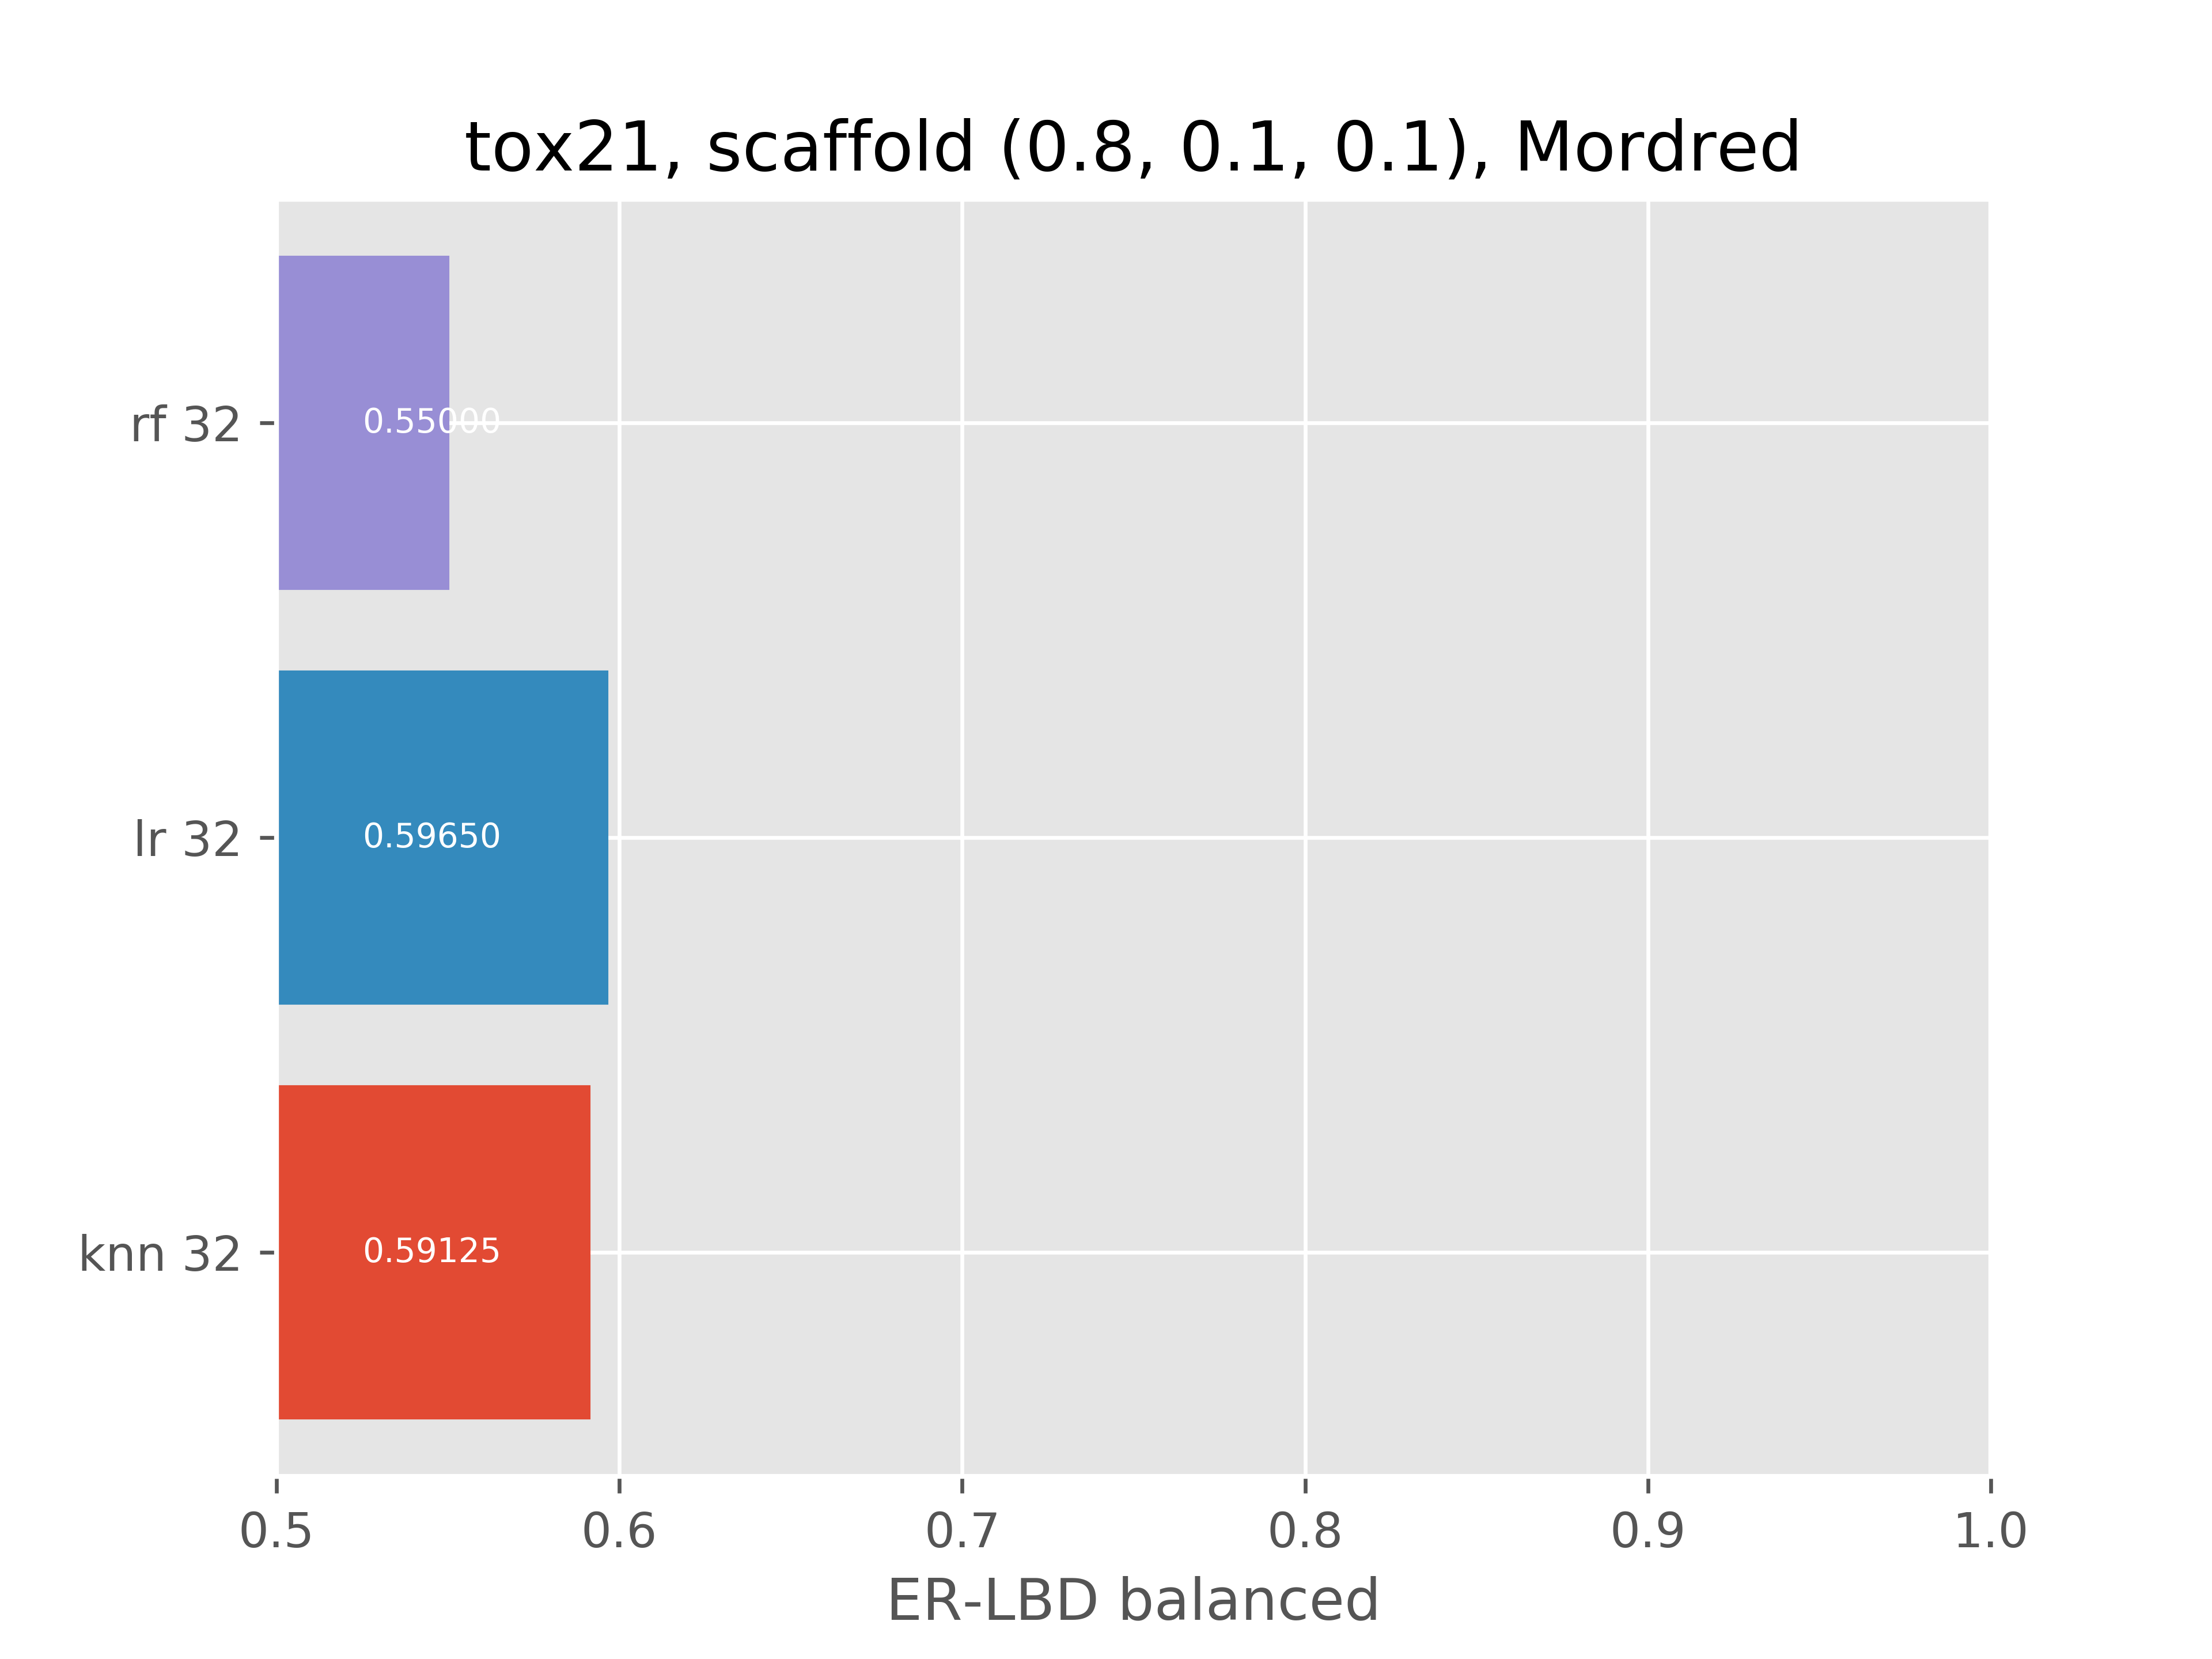 tox21, scaffold (0.8, 0.1, 0.1), Mordred
rf 32
0.55000
lr 32
0.59650
knn 32
0.59125
0.5 0.6 0.7 0.8 0.9 1.0
ER-LBD balanced